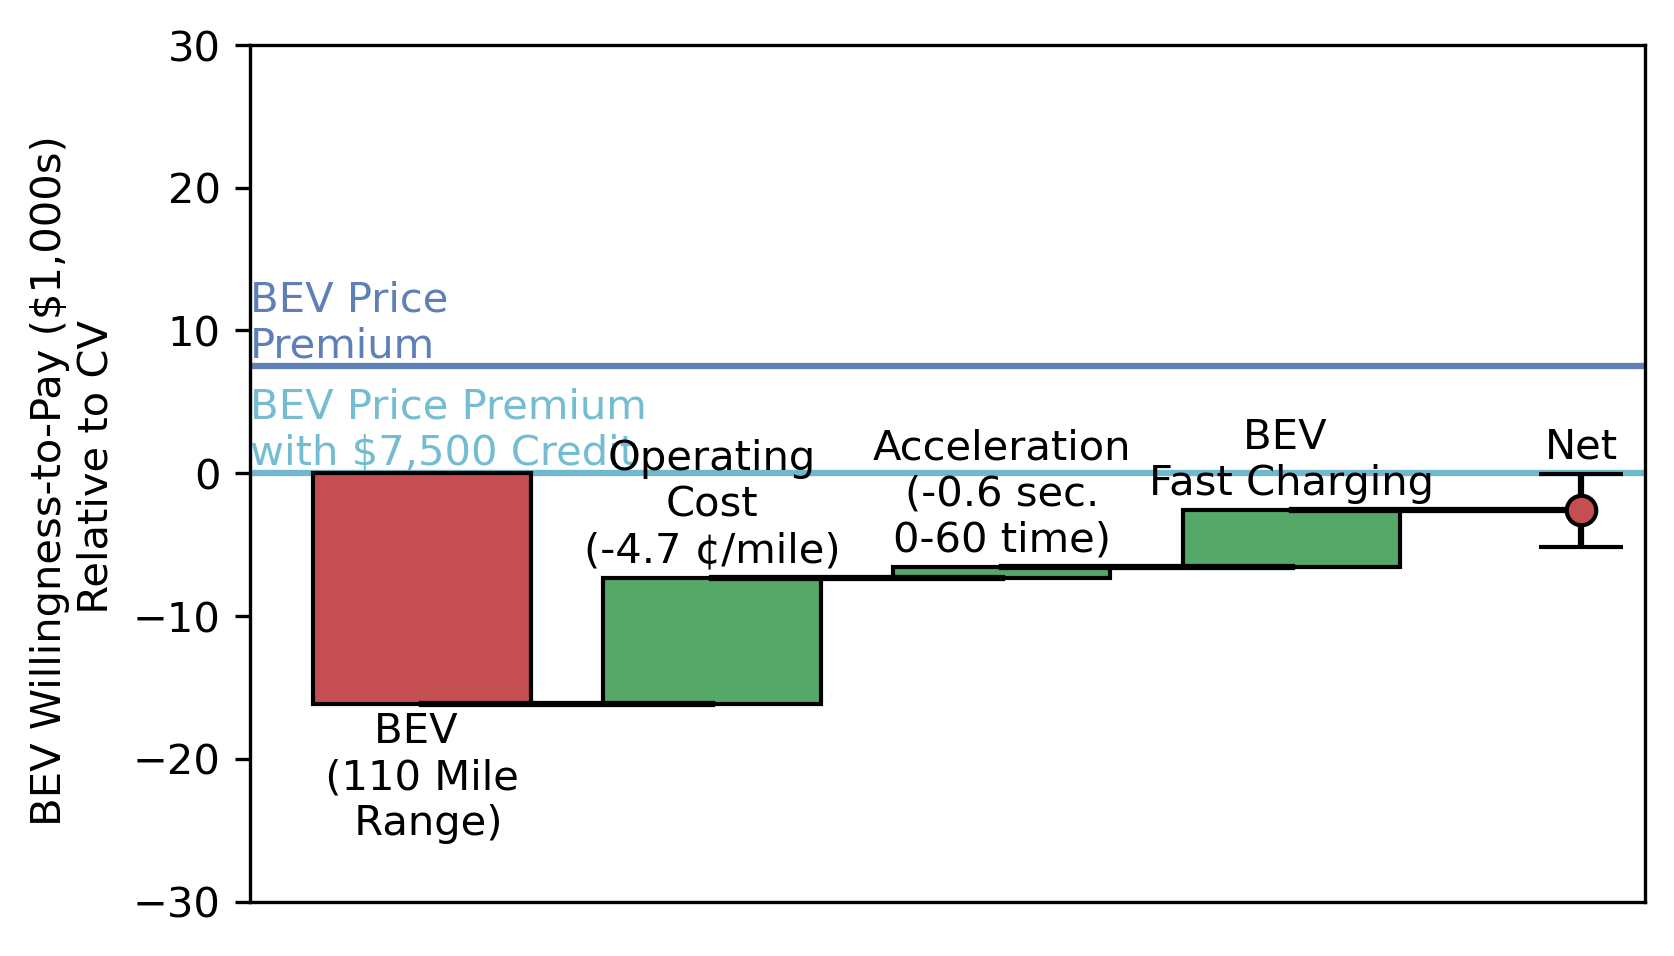 BEV Willingness-to-Pay ($1,000s)
Relative to CV
30
20
10
0
−10
−20
−30
BEV Price
Premium
BEV Price Premium
with $7,500 Credit
BEV
(110 Mile
Range)
Operating
Cost
(-4.7 ¢/mile)
Acceleration
(-0.6 sec.
0-60 time)
BEV
Fast Charging
Net